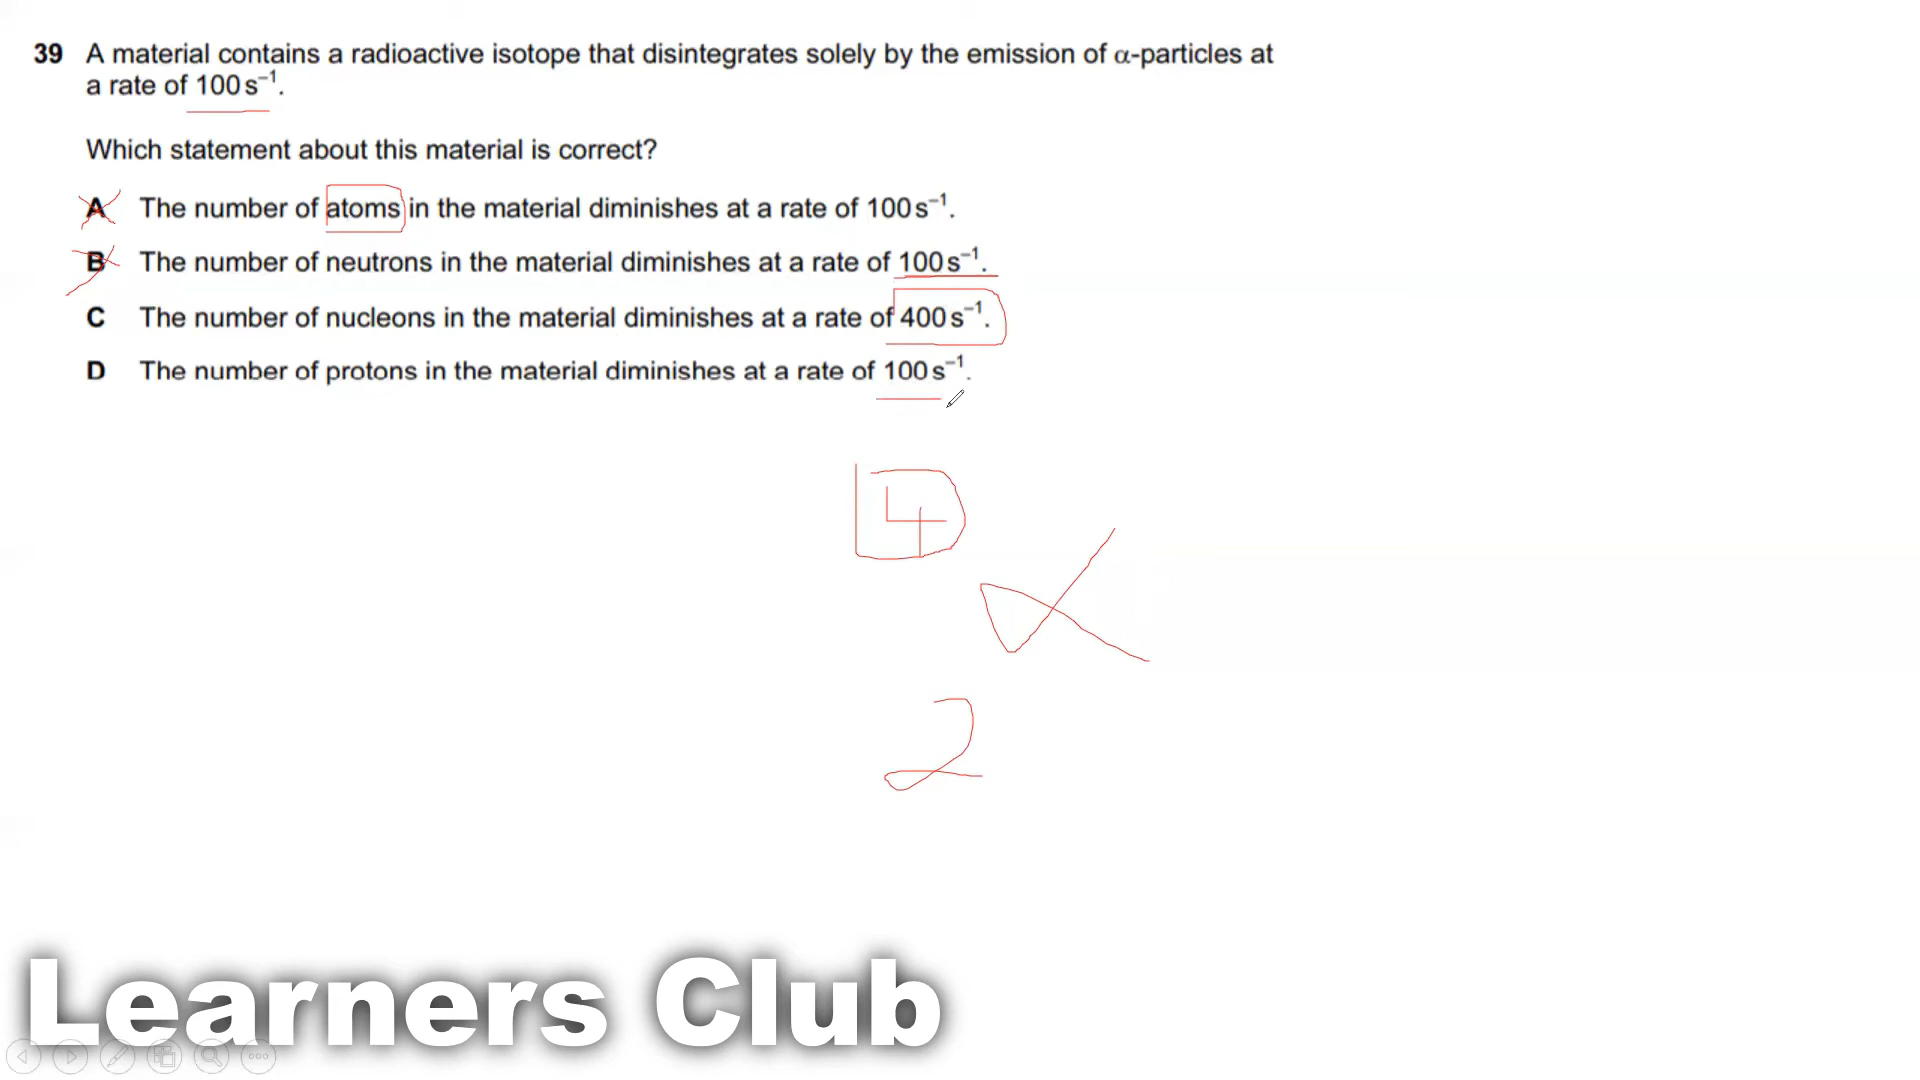 39 A material contains a radioactive isotope that disintegrates solely by the emission of α-particles at
a rate of 100 s⁻¹.
Which statement about this material is correct?
A The number of atoms in the material diminishes at a rate of 100 s⁻¹.
B The number of neutrons in the material diminishes at a rate of 100 s⁻¹.
C The number of nucleons in the material diminishes at a rate of 400 s⁻¹.
D The number of protons in the material diminishes at a rate of 100 s⁻¹.
4
α
2
Learners Club